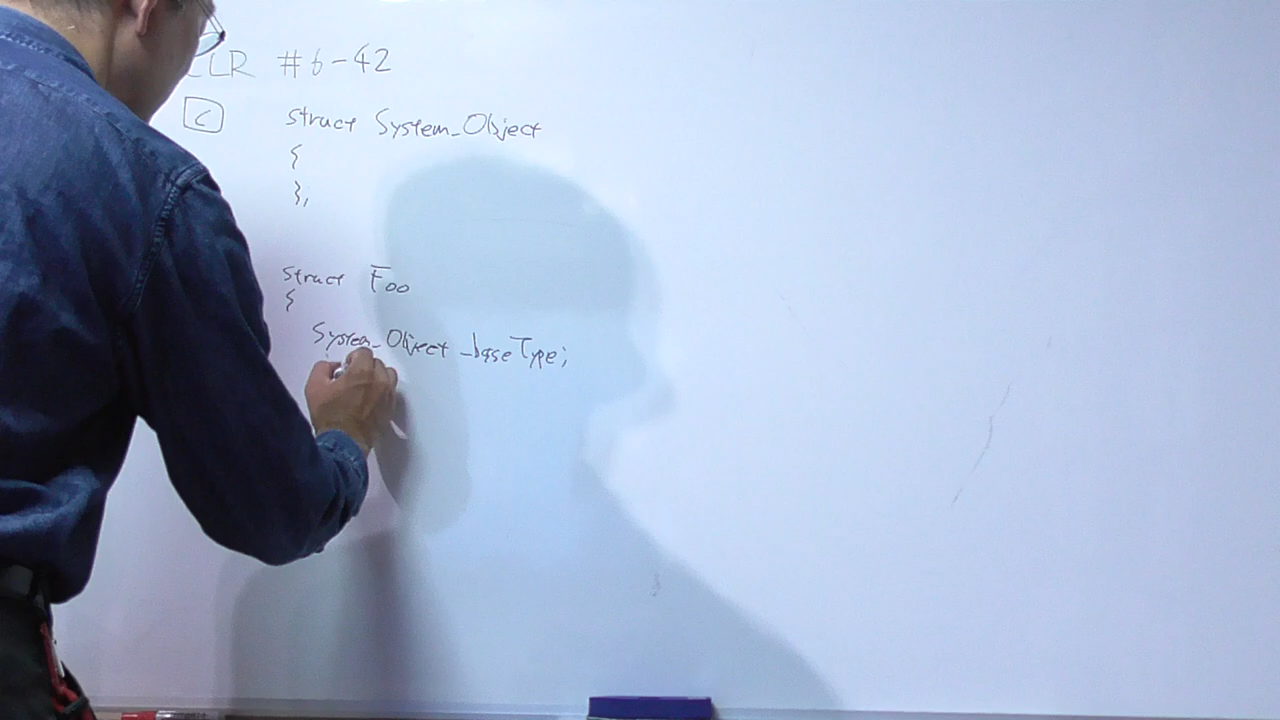 CLR #6-42
C
struct System_Object
{
};
struct Foo
{
System_Object _baseType;